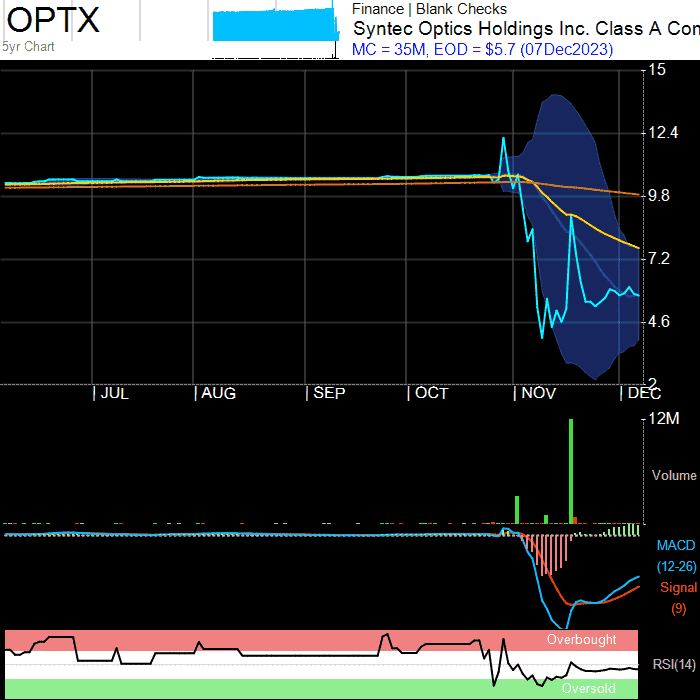 OPTX
Finance | Blank Checks
Syntec Optics Holdings Inc. Class A Con
5yr Chart
MC = 35M, EOD = $5.7 (07Dec2023)
15
12.4
9.8
7.2
4.6
2
JUL AUG SEP OCT NOV DEC
12M
Volume
MACD
(12-26)
Signal
(9)
Overbought
RSI(14)
Oversold